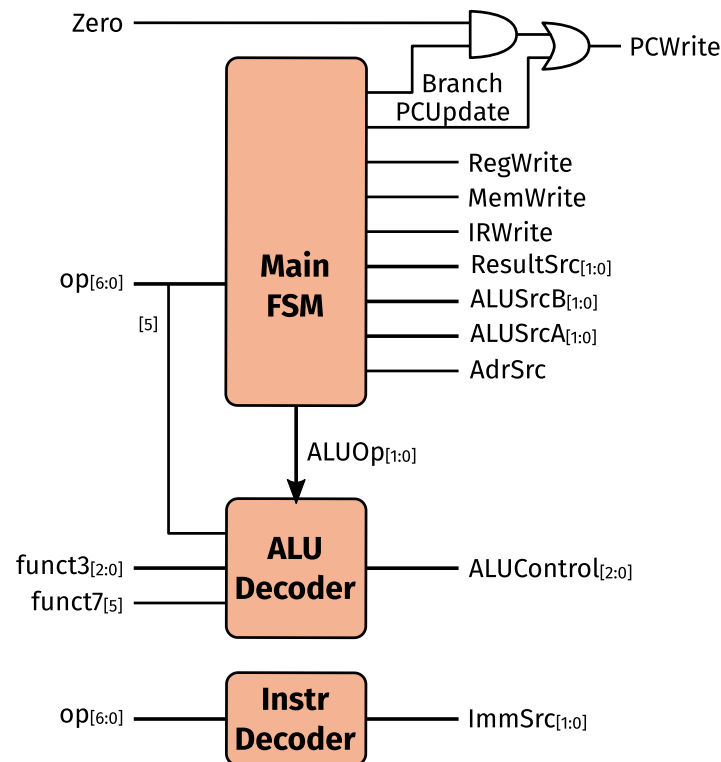 Zero
PCWrite
Branch
PCUpdate
RegWrite
MemWrite
IRWrite
ResultSrc[1:0]
ALUSrcB[1:0]
ALUSrcA[1:0]
AdrSrc
Main
FSM
op[6:0]
[5]
ALUOp[1:0]
ALU
Decoder
funct3[2:0]
funct7[5]
ALUControl[2:0]
Instr
Decoder
op[6:0]
ImmSrc[1:0]